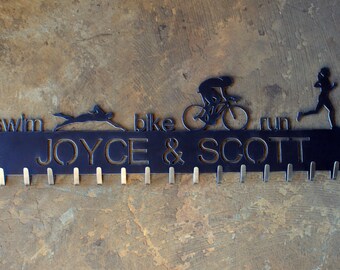 swim bike run
JOYCE & SCOTT